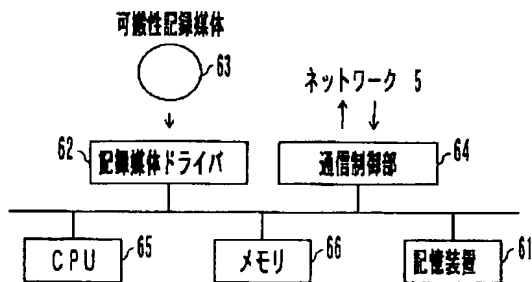 可搬性記録媒体
63
ネットワーク 5
62
記録媒体ドライバ
通信制御部
64
CPU
65
メモリ
66
記憶装置
61